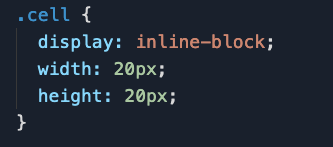 .cell {
  display: inline-block;
  width: 20px;
  height: 20px;
}